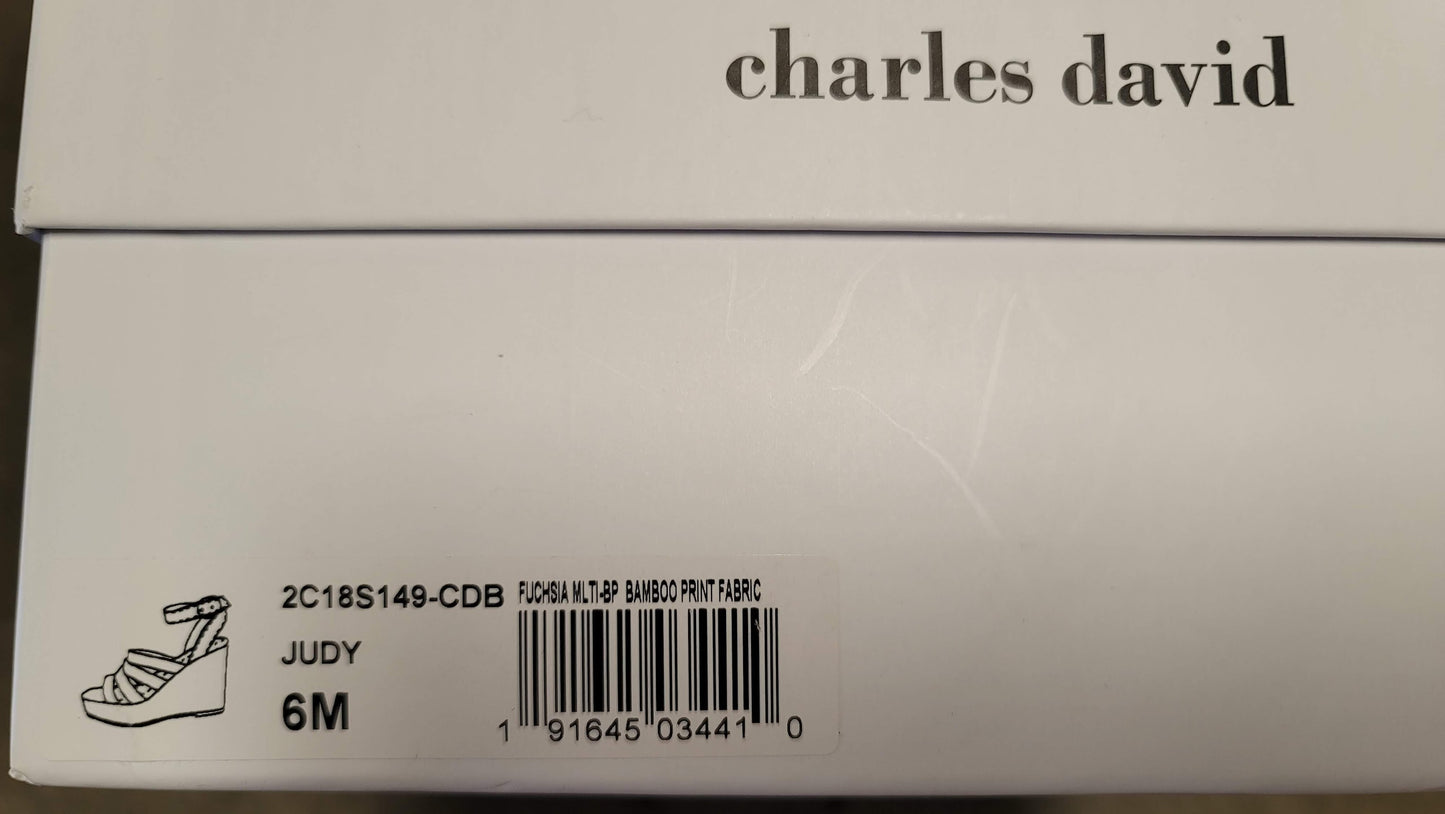 charles david
2C18S149-CDB FUCHSIA MLTI-BP BAMBOO PRINT FABRIC
JUDY
6M
1 91645 03441 0